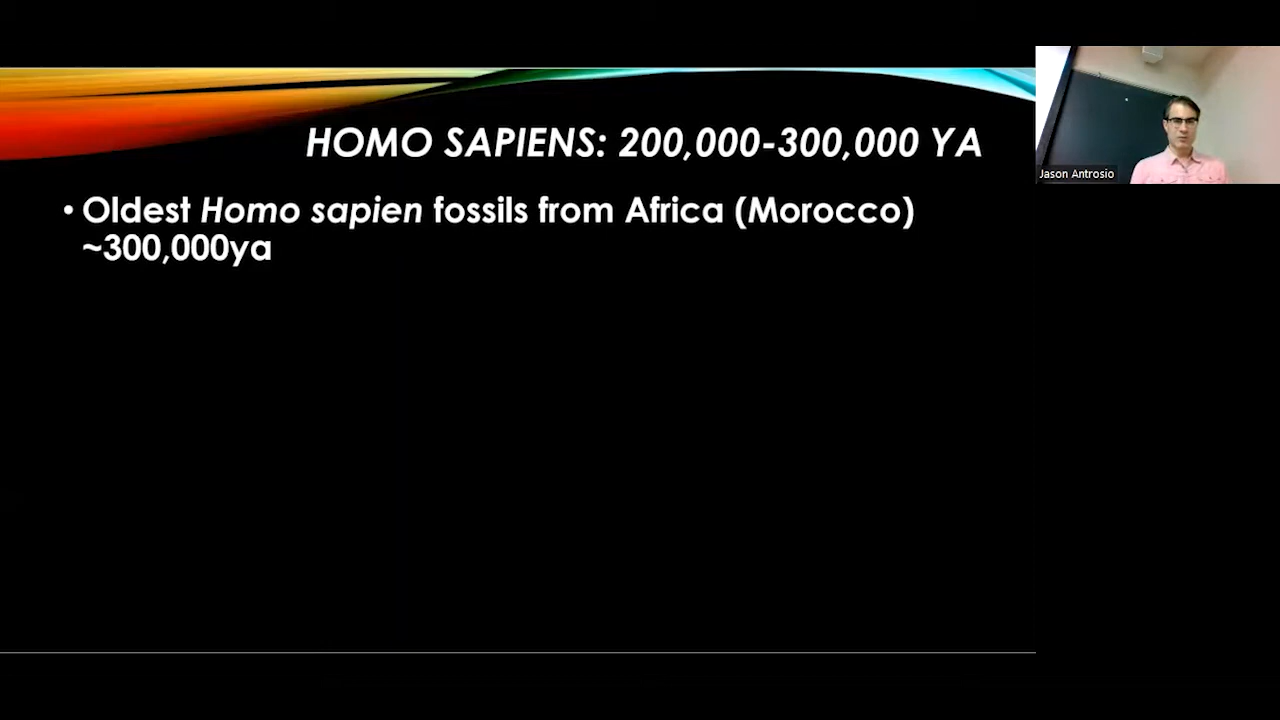 HOMO SAPIENS: 200,000-300,000 YA
• Oldest Homo sapien fossils from Africa (Morocco)
~300,000ya
Jason Antrosio